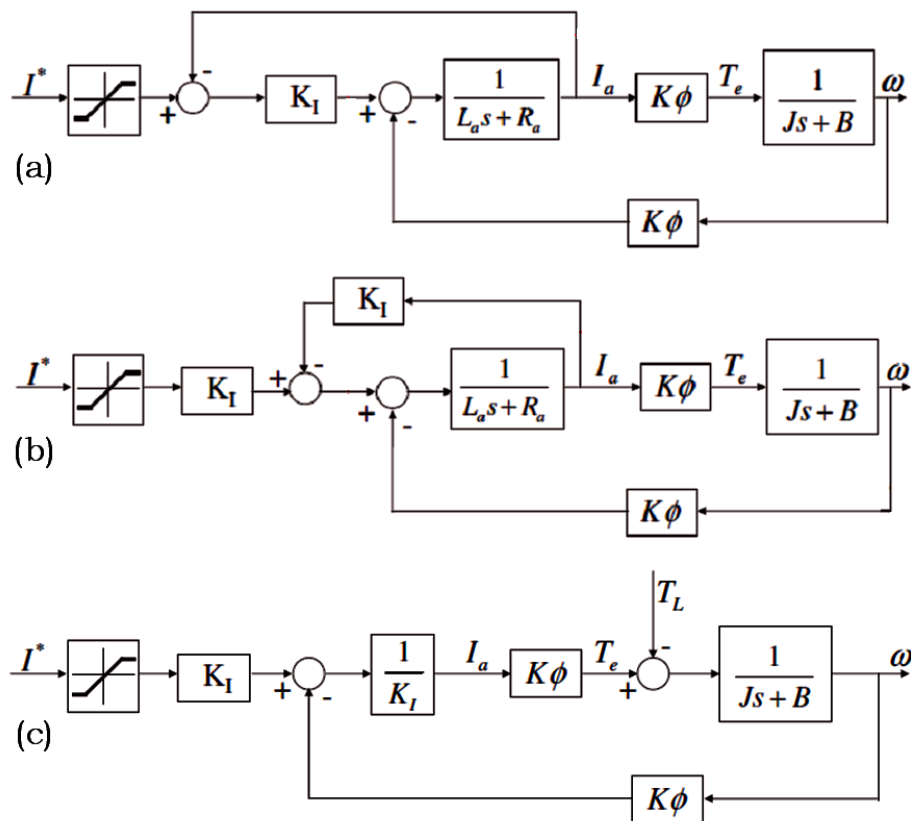 I* - + K_I + - 1/(L_a s + R_a) I_a Kϕ T_e 1/(Js + B) ω
Kϕ
(a)
K_I
I* K_I + - + - 1/(L_a s + R_a) I_a Kϕ T_e 1/(Js + B) ω
Kϕ
(b)
T_L
I* K_I + - 1/K_I I_a Kϕ T_e + - 1/(Js + B) ω
Kϕ
(c)